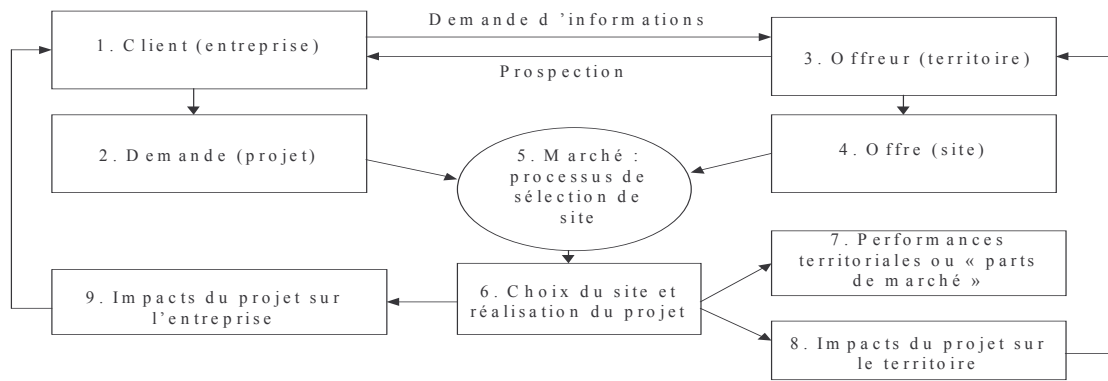 Demande d ’informations
1. Client (entreprise)
3. Offreur (territoire)
Prospection
2. Demande (projet)
5. Marché :
processus de
sélection de
site
4. Offre (site)
7. Performances
territoriales ou « parts
de marché »
9. Impacts du projet sur
l’entreprise
6. Choix du site et
réalisation du projet
8. Impacts du projet sur
le territoire